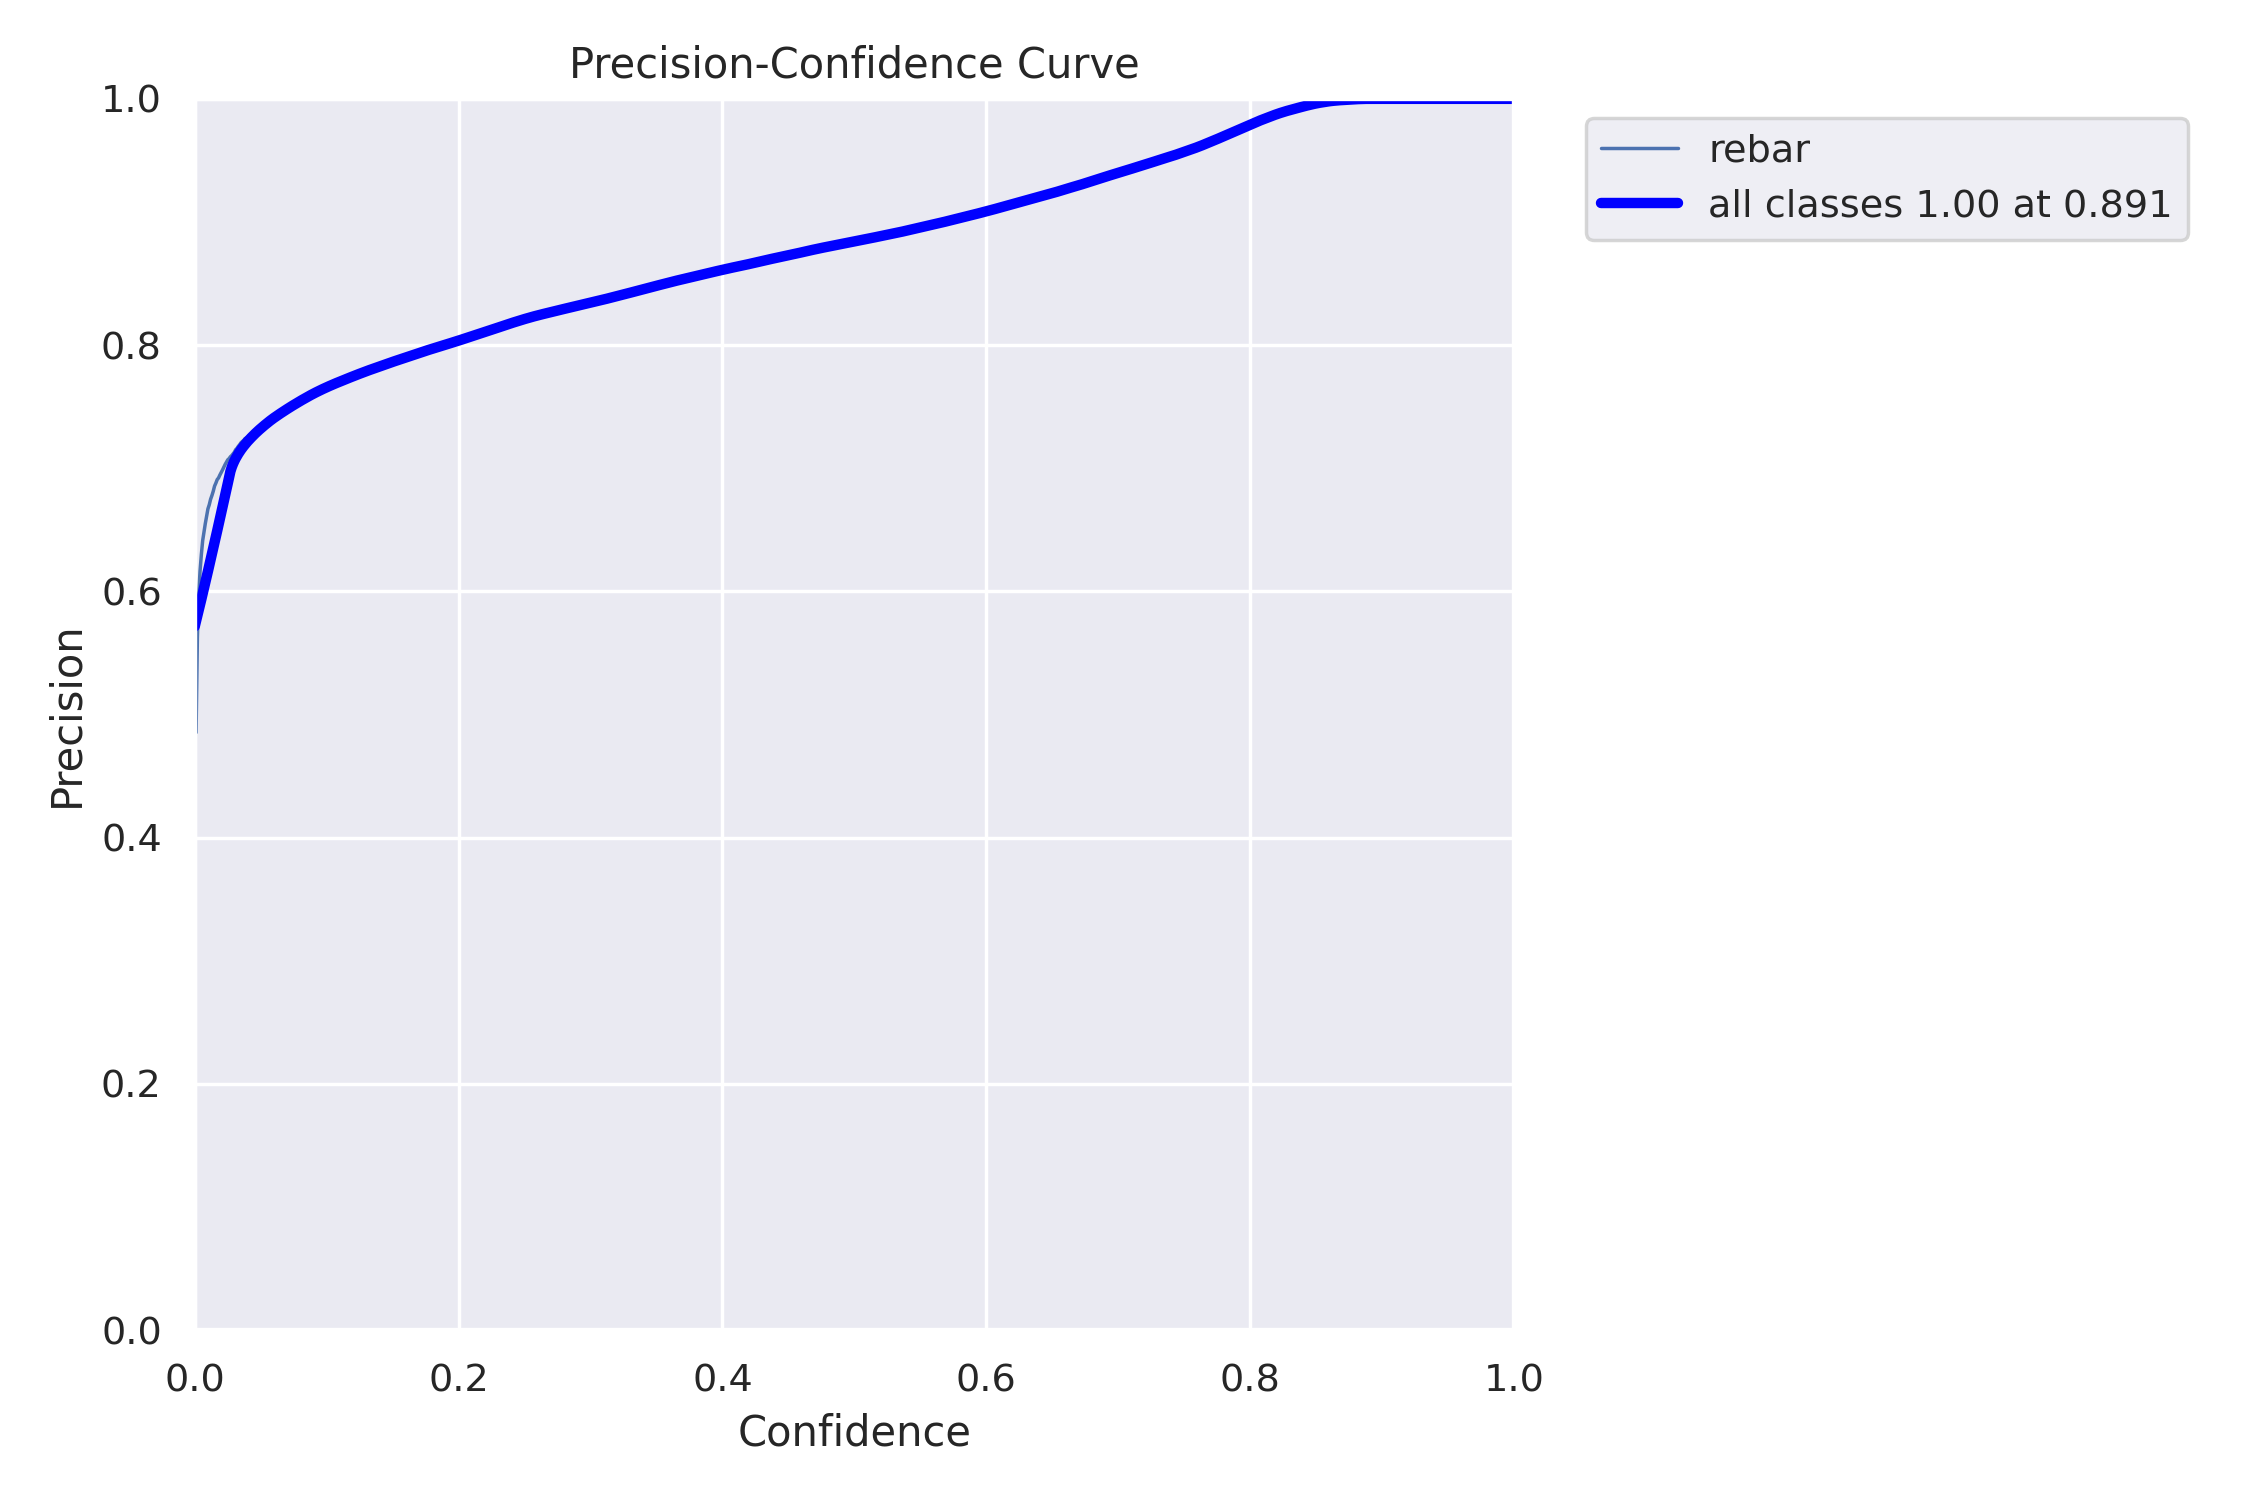 Precision-Confidence Curve
1.0
0.8
0.6
0.4
0.2
0.0
Precision
0.0 0.2 0.4 0.6 0.8 1.0
Confidence
rebar
all classes 1.00 at 0.891